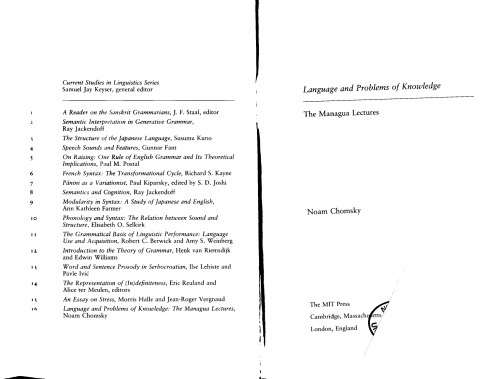 Current Studies in Linguistics Series
Samuel Jay Keyser, general editor
1 A Reader on the Sanskrit Grammarians, J. F. Staal, editor
2 Semantic Interpretation in Generative Grammar,
Ray Jackendoff
3 The Structure of the Japanese Language, Susumu Kuno
4 Speech Sounds and Features, Gunnar Fant
5 On Raising: One Rule of English Grammar and Its Theoretical
Implications, Paul M. Postal
6 French Syntax: The Transformational Cycle, Richard S. Kayne
7 Pānini as a Variationist, Paul Kiparsky, edited by S. D. Joshi
8 Semantics and Cognition, Ray Jackendoff
9 Modularity in Syntax: A Study of Japanese and English,
Ann Kathleen Farmer
10 Phonology and Syntax: The Relation between Sound and
Structure, Elisabeth O. Selkirk
11 The Grammatical Basis of Linguistic Performance: Language
Use and Acquisition, Robert C. Berwick and Amy S. Weinberg
12 Introduction to the Theory of Grammar, Henk van Riemsdijk
and Edwin Williams
13 Word and Sentence Prosody in Serbocroatian, Ilse Lehiste and
Pavle Ivić
14 The Representation of (In)definiteness, Eric Reuland and
Alice ter Meulen, editors
15 An Essay on Stress, Morris Halle and Jean-Roger Vergnaud
16 Language and Problems of Knowledge: The Managua Lectures,
Noam Chomsky
Language and Problems of Knowledge
The Managua Lectures
Noam Chomsky
The MIT Press
Cambridge, Massachusetts
London, England